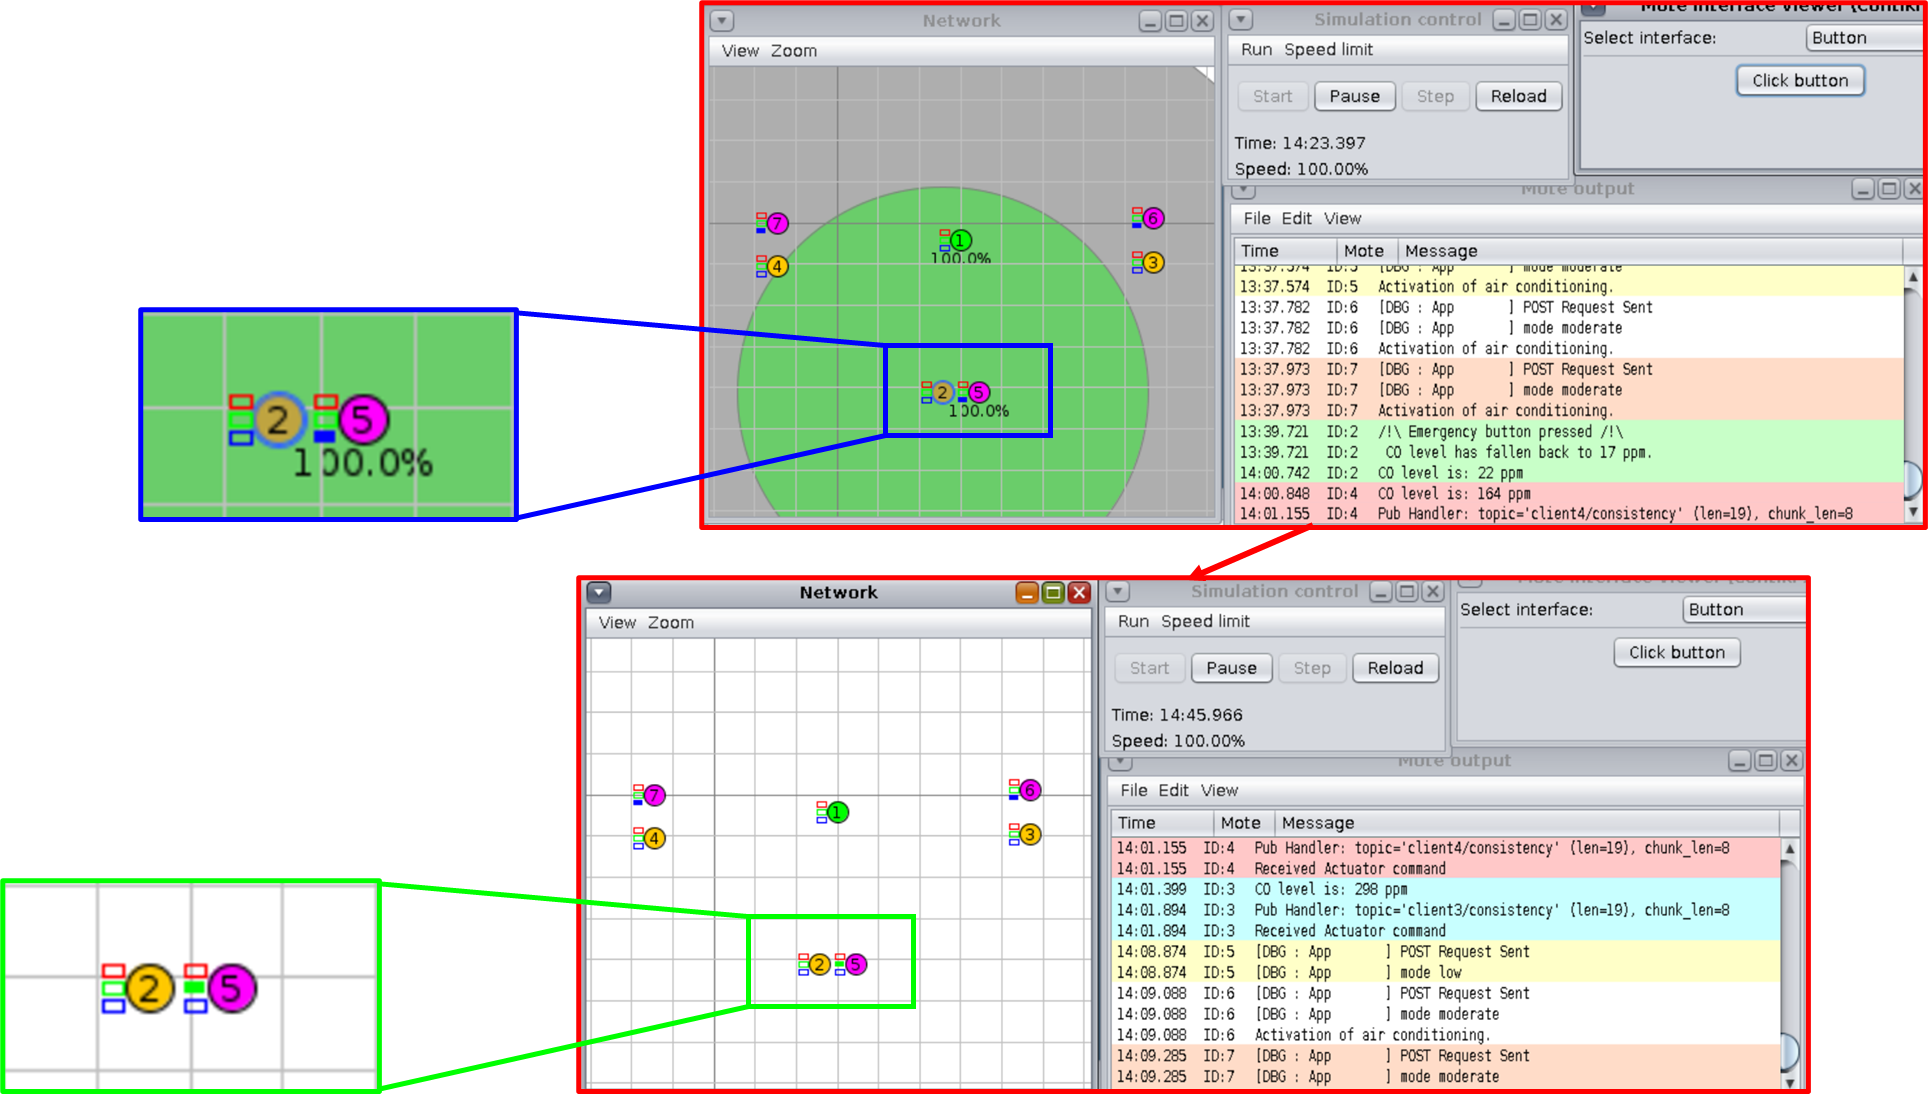 Network
View Zoom
7
4
1
100.0%
6
3
2
5
100.0%
Simulation control
Run Speed limit
Start Pause Step Reload
Time: 14:23.397
Speed: 100.00%
Mote Interface Viewer (Contiki
Select interface: Button
Click button
Mote output
File Edit View
Time Mote Message
13:37.574 ID:5 [DBG : App ] mode moderate
13:37.574 ID:5 Activation of air conditioning.
13:37.782 ID:6 [DBG : App ] POST Request Sent
13:37.782 ID:6 [DBG : App ] mode moderate
13:37.782 ID:6 Activation of air conditioning.
13:37.973 ID:7 [DBG : App ] POST Request Sent
13:37.973 ID:7 [DBG : App ] mode moderate
13:37.973 ID:7 Activation of air conditioning.
13:39.721 ID:2 /!\ Emergency button pressed /!\
13:39.721 ID:2 CO level has fallen back to 17 ppm.
14:00.742 ID:2 CO level is: 22 ppm
14:00.848 ID:4 CO level is: 164 ppm
14:01.155 ID:4 Pub Handler: topic='client4/consistency' (len=19), chunk_len=8
2 5
100.0%
Network
View Zoom
7
4
1
6
3
2
5
Simulation control
Run Speed limit
Start Pause Step Reload
Time: 14:45.966
Speed: 100.00%
Select interface: Button
Click button
Mote output
File Edit View
Time Mote Message
14:01.155 ID:4 Pub Handler: topic='client4/consistency' (len=19), chunk_len=8
14:01.155 ID:4 Received Actuator command
14:01.399 ID:3 CO level is: 298 ppm
14:01.894 ID:3 Pub Handler: topic='client3/consistency' (len=19), chunk_len=8
14:01.894 ID:3 Received Actuator command
14:08.874 ID:5 [DBG : App ] POST Request Sent
14:08.874 ID:5 [DBG : App ] mode low
14:09.088 ID:6 [DBG : App ] POST Request Sent
14:09.088 ID:6 [DBG : App ] mode moderate
14:09.088 ID:6 Activation of air conditioning.
14:09.285 ID:7 [DBG : App ] POST Request Sent
14:09.285 ID:7 [DBG : App ] mode moderate
2 5